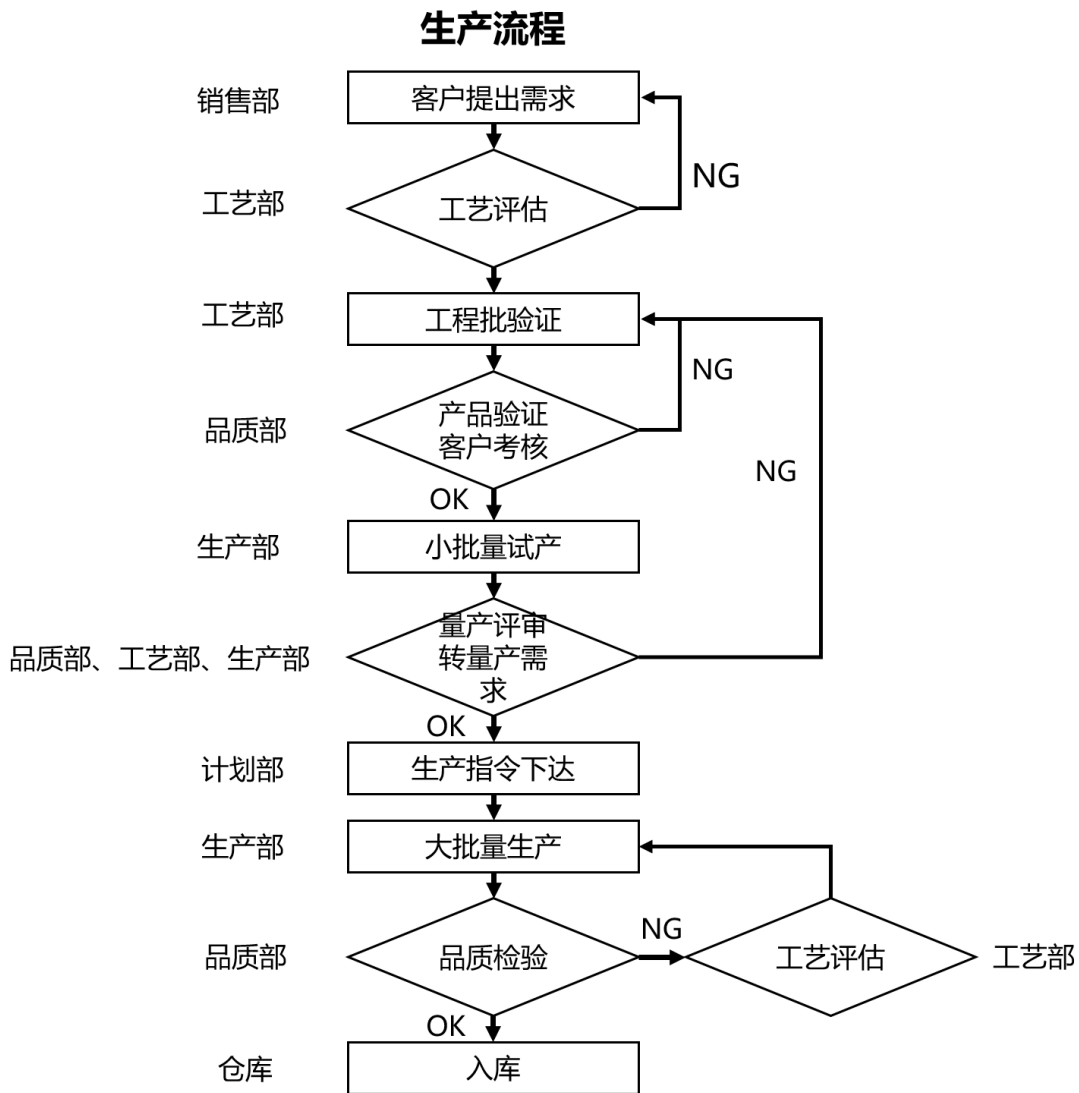 生产流程
销售部
客户提出需求
NG
工艺部
工艺评估
工艺部
工程批验证
NG
品质部
产品验证
客户考核
NG
OK
生产部
小批量试产
品质部、工艺部、生产部
量产评审
转量产需
求
OK
计划部
生产指令下达
生产部
大批量生产
品质部
品质检验
NG
工艺评估
工艺部
OK
仓库
入库